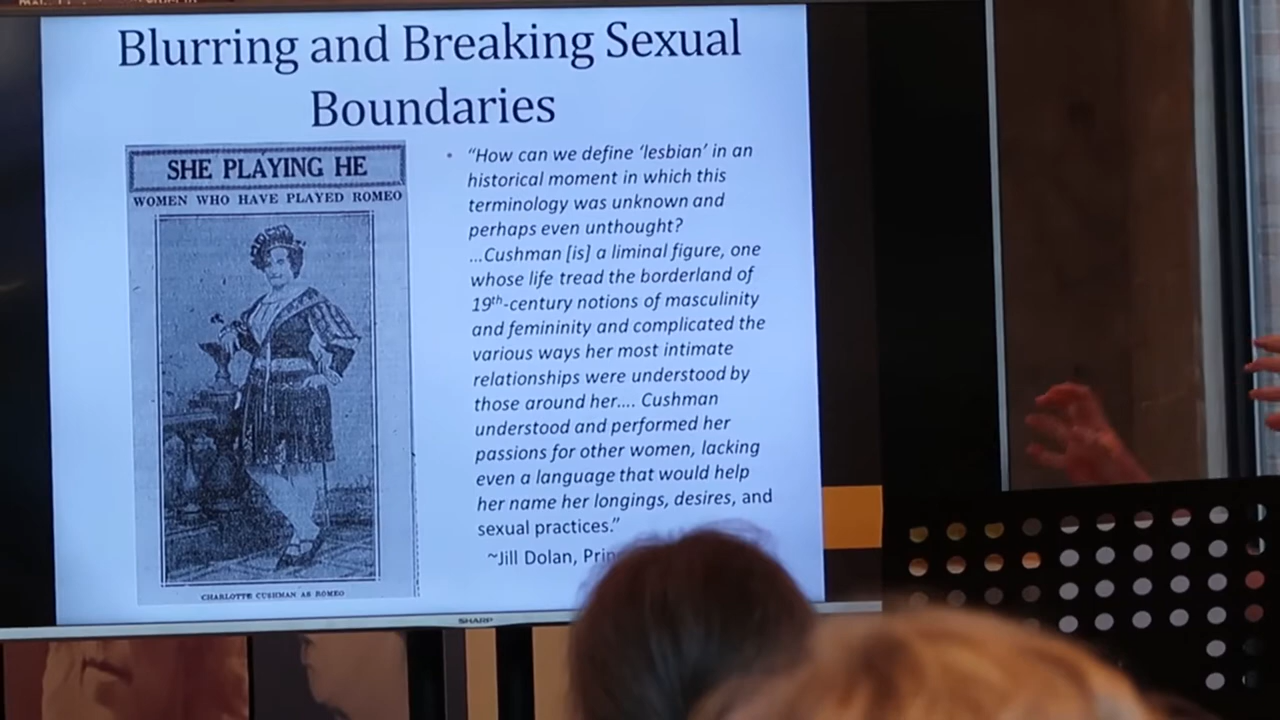 Blurring and Breaking Sexual
Boundaries
SHE PLAYING HE
WOMEN WHO HAVE PLAYED ROMEO
CHARLOTTE CUSHMAN AS ROMEO
• “How can we define ‘lesbian’ in an
historical moment in which this
terminology was unknown and
perhaps even unthought?
...Cushman [is] a liminal figure, one
whose life tread the borderland of
19th-century notions of masculinity
and femininity and complicated the
various ways her most intimate
relationships were understood by
those around her.... Cushman
understood and performed her
passions for other women, lacking
even a language that would help
her name her longings, desires, and
sexual practices.”
~Jill Dolan,
SHARP